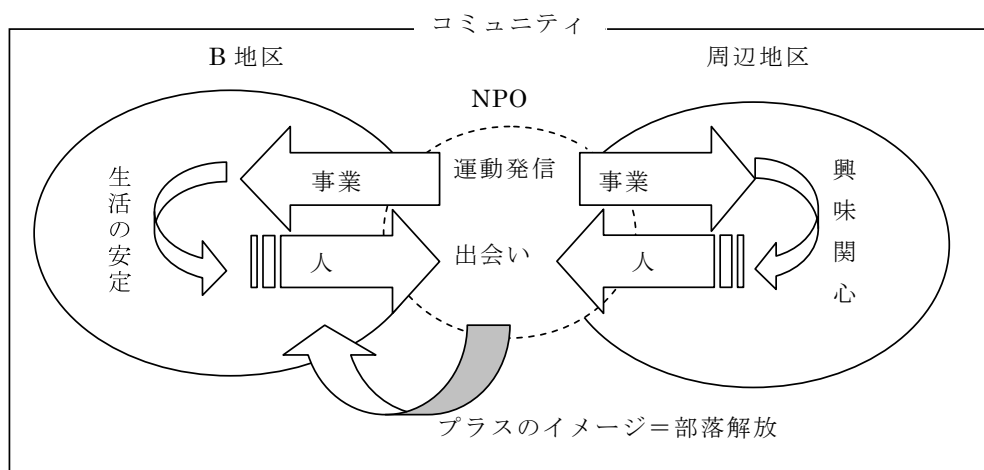 コミュニティ
B 地区
周辺地区
NPO
運動発信
事業
事業
生活の安定
興味関心
人
出会い
人
プラスのイメージ＝部落解放